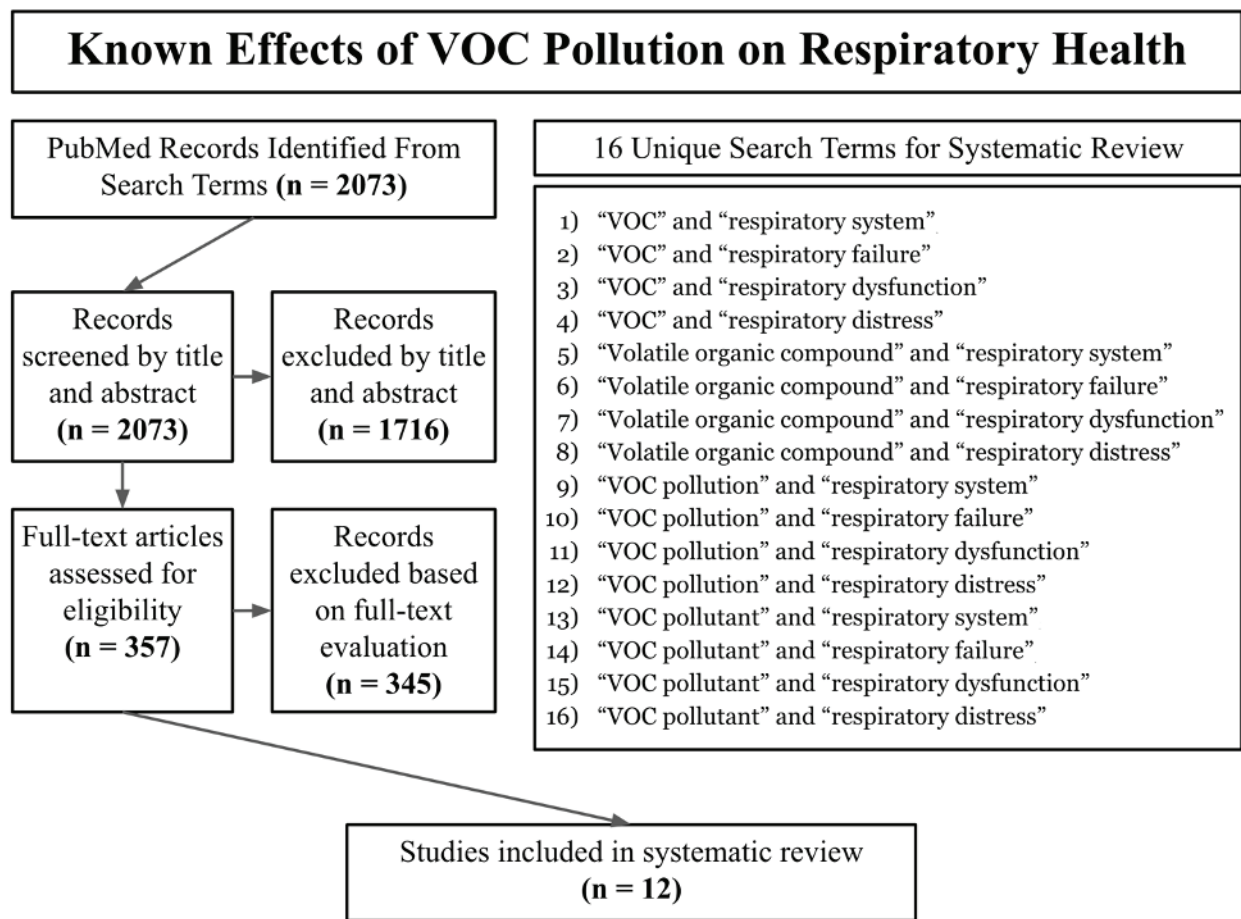 Known Effects of VOC Pollution on Respiratory Health
PubMed Records Identified From
Search Terms (n = 2073)
Records
screened by title
and abstract
(n = 2073)
Records
excluded by title
and abstract
(n = 1716)
Full-text articles
assessed for
eligibility
(n = 357)
Records
excluded based
on full-text
evaluation
(n = 345)
16 Unique Search Terms for Systematic Review
1) “VOC” and “respiratory system”
2) “VOC” and “respiratory failure”
3) “VOC” and “respiratory dysfunction”
4) “VOC” and “respiratory distress”
5) “Volatile organic compound” and “respiratory system”
6) “Volatile organic compound” and “respiratory failure”
7) “Volatile organic compound” and “respiratory dysfunction”
8) “Volatile organic compound” and “respiratory distress”
9) “VOC pollution” and “respiratory system”
10) “VOC pollution” and “respiratory failure”
11) “VOC pollution” and “respiratory dysfunction”
12) “VOC pollution” and “respiratory distress”
13) “VOC pollutant” and “respiratory system”
14) “VOC pollutant” and “respiratory failure”
15) “VOC pollutant” and “respiratory dysfunction”
16) “VOC pollutant” and “respiratory distress”
Studies included in systematic review
(n = 12)